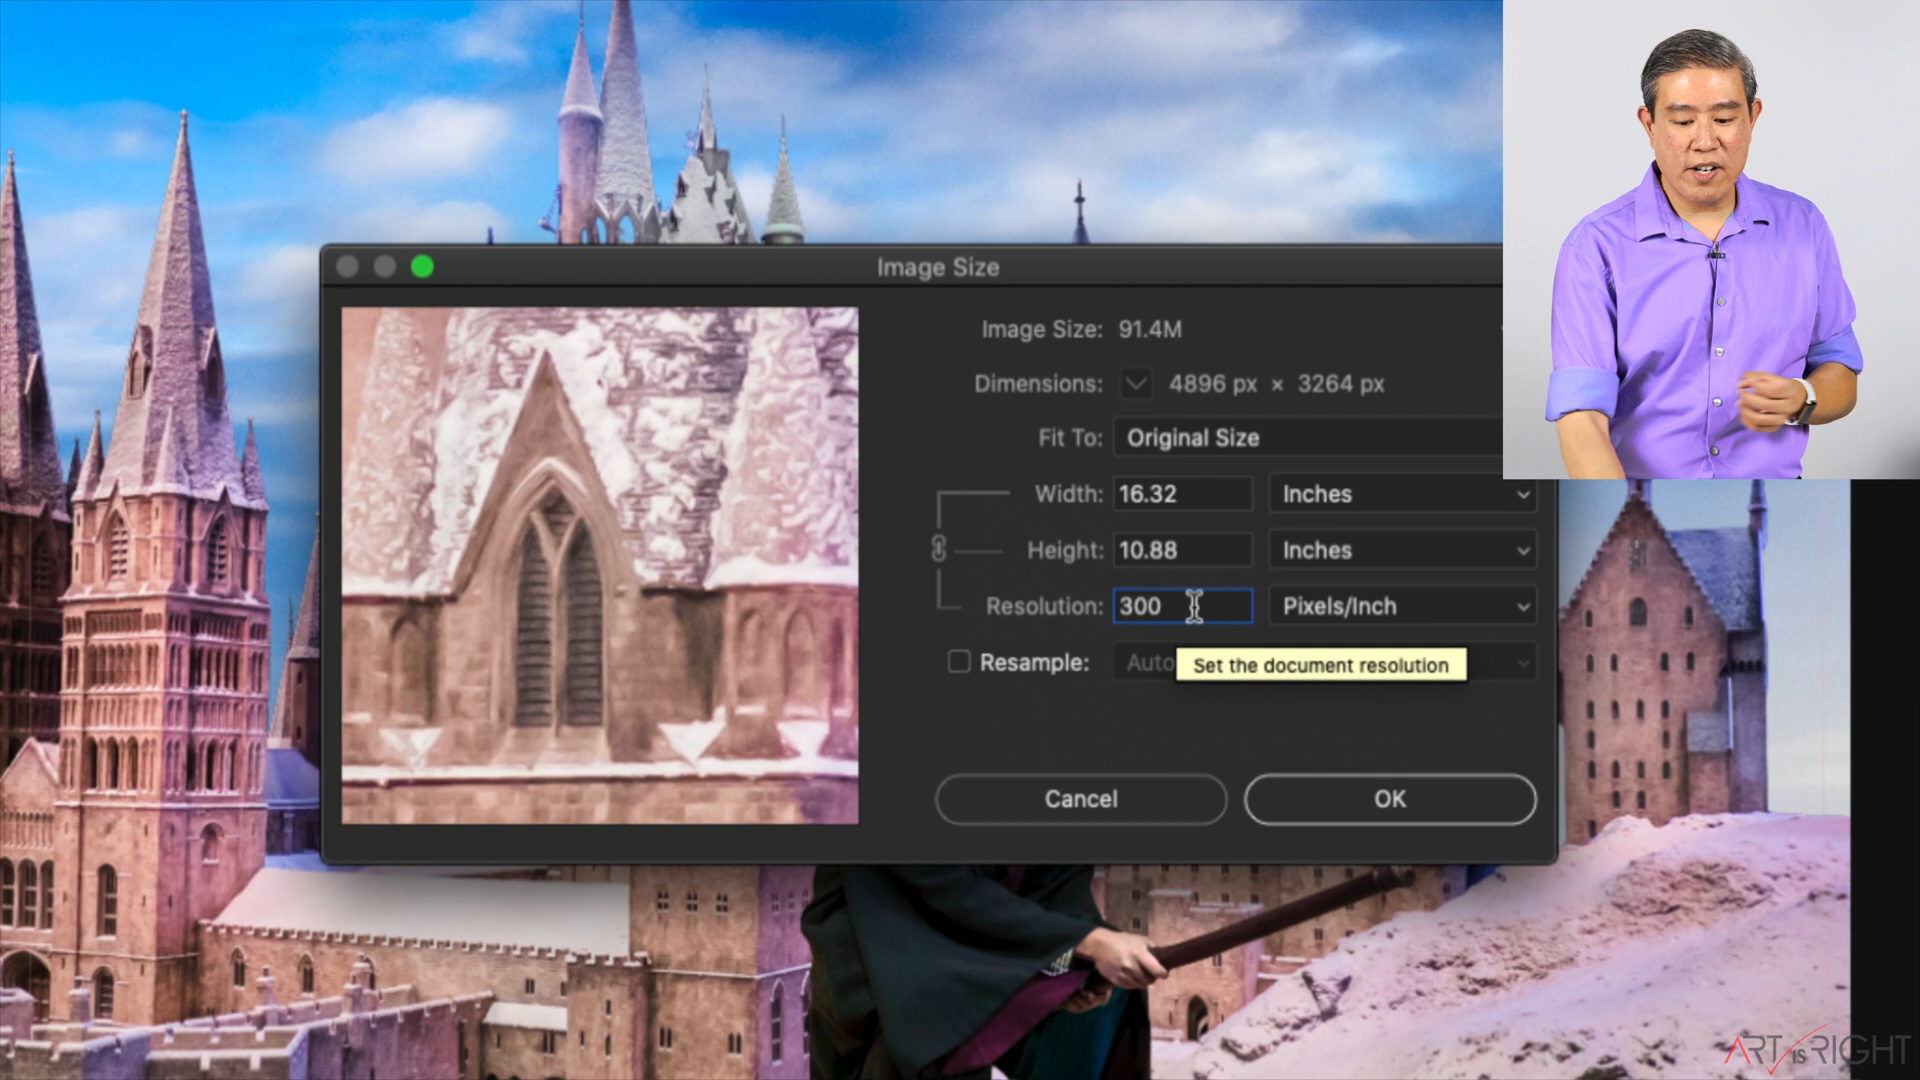 Image Size
Image Size: 91.4M
Dimensions: 4896 px × 3264 px
Fit To: Original Size
Width: 16.32 Inches
Height: 10.88 Inches
Resolution: 300 Pixels/Inch
Resample: Auto
Set the document resolution
Cancel OK
ART IS RIGHT